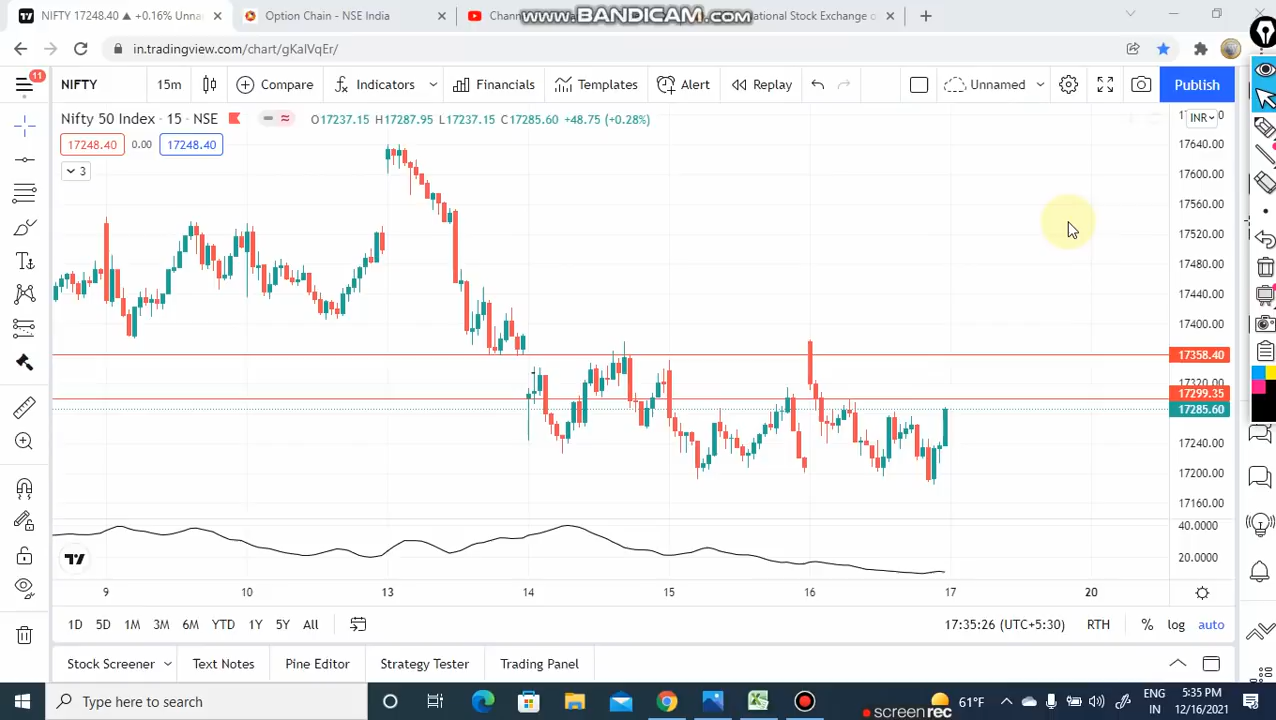 NIFTY 17248.40 ▲ +0.16% Unna
Option Chain - NSE India
Chann
www.BANDICAM.com
ational Stock Exchange o
in.tradingview.com/chart/gKaIVqEr/
11
NIFTY
15m
Compare
Indicators
Financials
Templates
Alert
Replay
Unnamed
Publish
Nifty 50 Index · 15 · NSE
O17237.15 H17287.95 L17237.15 C17285.60 +48.75 (+0.28%)
INR
17248.40
0.00
17248.40
3
17640.00
17600.00
17560.00
17520.00
17480.00
17440.00
17400.00
17358.40
17320.00
17299.35
17285.60
17240.00
17200.00
17160.00
40.0000
20.0000
9
10
13
14
15
16
17
20
1D
5D
1M
3M
6M
YTD
1Y
5Y
All
17:35:26 (UTC+5:30)
RTH
%
log
auto
Stock Screener
Text Notes
Pine Editor
Strategy Tester
Trading Panel
Type here to search
61°F
ENG
IN
5:35 PM
12/16/2021
screenrec